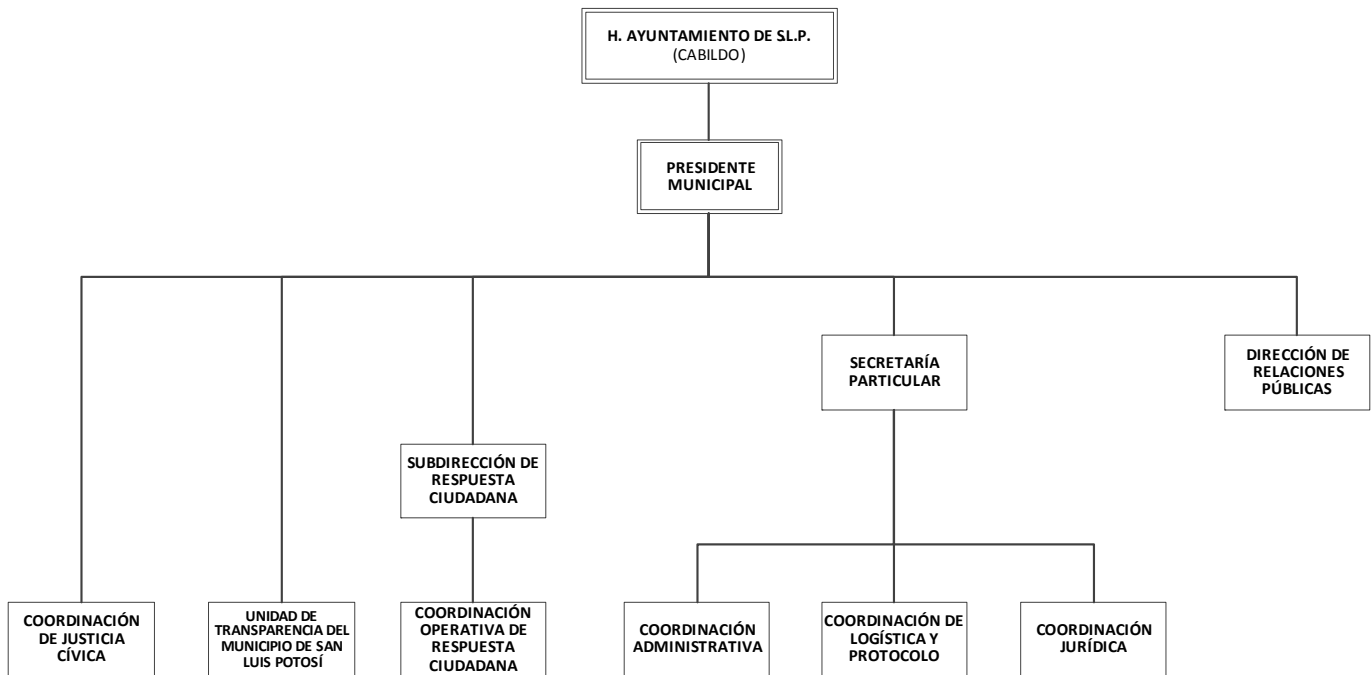 H. AYUNTAMIENTO DE S.L.P.
(CABILDO)
PRESIDENTE
MUNICIPAL
SECRETARÍA
PARTICULAR
DIRECCIÓN DE
RELACIONES
PÚBLICAS
SUBDIRECCIÓN DE
RESPUESTA
CIUDADANA
COORDINACIÓN
DE JUSTICIA
CÍVICA
UNIDAD DE
TRANSPARENCIA DEL
MUNICIPIO DE SAN
LUIS POTOSÍ
COORDINACIÓN
OPERATIVA DE
RESPUESTA
CIUDADANA
COORDINACIÓN
ADMINISTRATIVA
COORDINACIÓN DE
LOGÍSTICA Y
PROTOCOLO
COORDINACIÓN
JURÍDICA